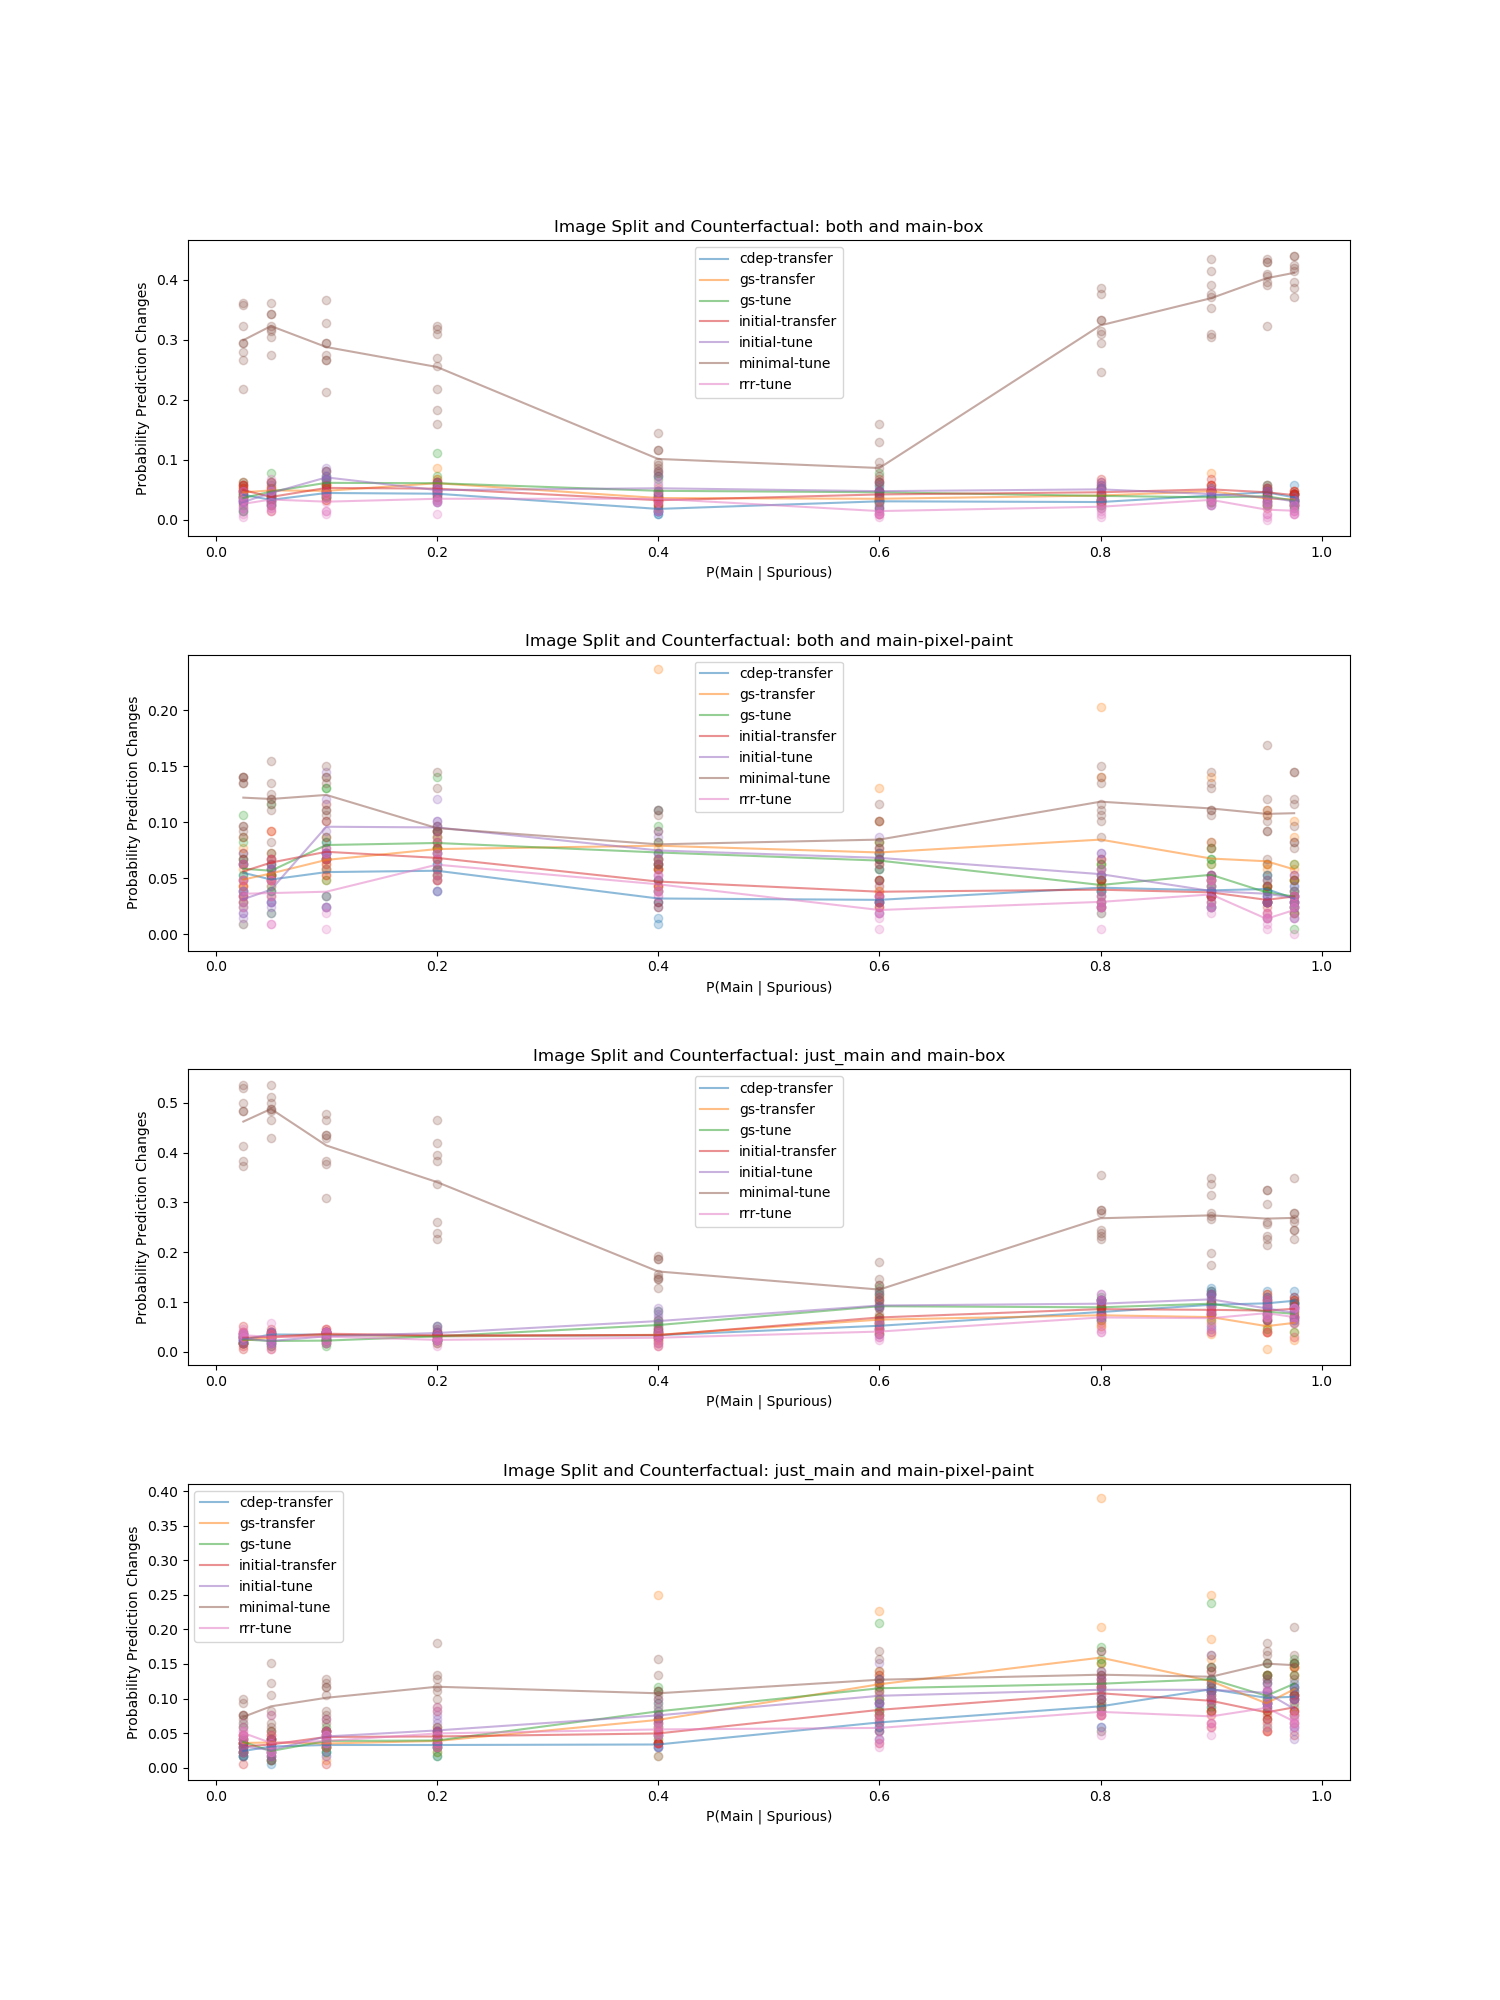 Image Split and Counterfactual: both and main-box
Probability Prediction Changes
0.4
0.3
0.2
0.1
0.0
cdep-transfer
gs-transfer
gs-tune
initial-transfer
initial-tune
minimal-tune
rrr-tune
0.0 0.2 0.4 0.6 0.8 1.0
P(Main | Spurious)
Image Split and Counterfactual: both and main-pixel-paint
Probability Prediction Changes
0.20
0.15
0.10
0.05
0.00
cdep-transfer
gs-transfer
gs-tune
initial-transfer
initial-tune
minimal-tune
rrr-tune
0.0 0.2 0.4 0.6 0.8 1.0
P(Main | Spurious)
Image Split and Counterfactual: just_main and main-box
Probability Prediction Changes
0.5
0.4
0.3
0.2
0.1
0.0
cdep-transfer
gs-transfer
gs-tune
initial-transfer
initial-tune
minimal-tune
rrr-tune
0.0 0.2 0.4 0.6 0.8 1.0
P(Main | Spurious)
Image Split and Counterfactual: just_main and main-pixel-paint
Probability Prediction Changes
0.40
0.35
0.30
0.25
0.20
0.15
0.10
0.05
0.00
cdep-transfer
gs-transfer
gs-tune
initial-transfer
initial-tune
minimal-tune
rrr-tune
0.0 0.2 0.4 0.6 0.8 1.0
P(Main | Spurious)